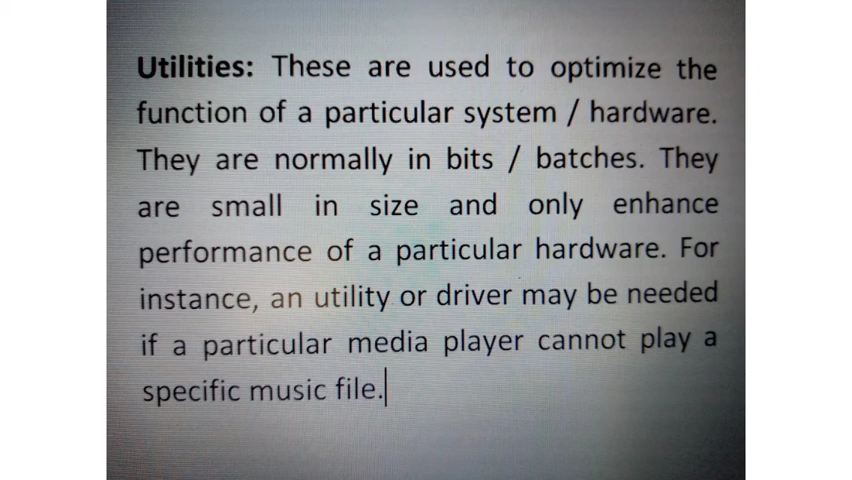 Utilities: These are used to optimize the
function of a particular system / hardware.
They are normally in bits / batches. They
are small in size and only enhance
performance of a particular hardware. For
instance, an utility or driver may be needed
if a particular media player cannot play a
specific music file.